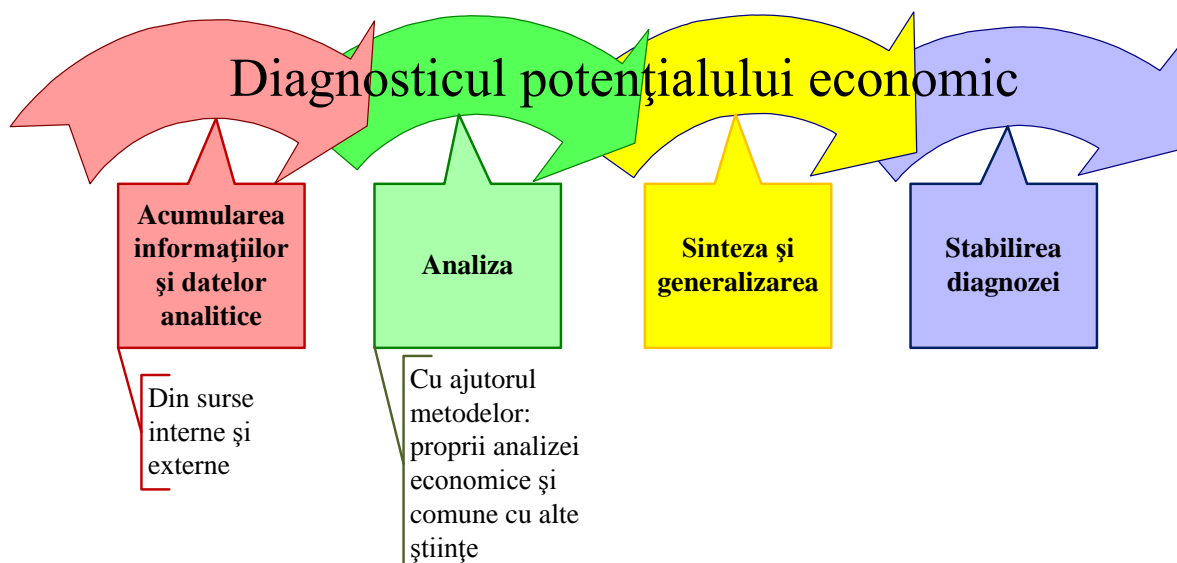 Diagnosticul potenţialului economic
Acumularea
informaţiilor
şi datelor
analitice
Analiza
Sinteza şi
generalizarea
Stabilirea
diagnozei
Din surse
interne şi
externe
Cu ajutorul
metodelor:
proprii analizei
economice şi
comune cu alte
ştiinţe